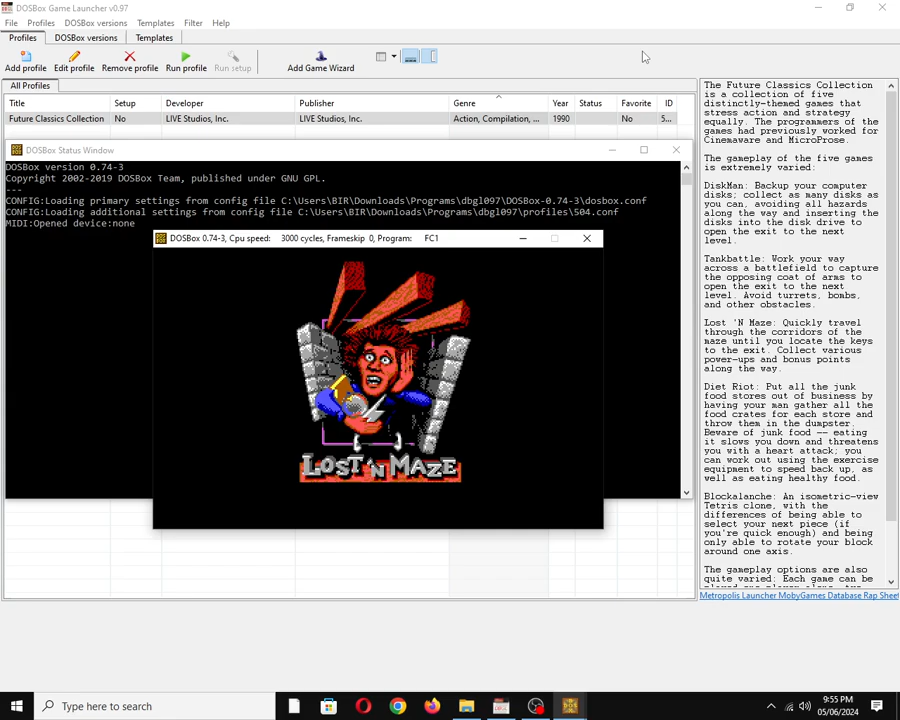 DOSBox Game Launcher v0.97
File Profiles DOSBox versions Templates Filter Help
Profiles DOSBox versions Templates
Add profile Edit profile Remove profile Run profile Run setup Add Game Wizard
All Profiles
Title Setup Developer Publisher Genre Year Status Favorite ID
Future Classics Collection No LIVE Studios, Inc. LIVE Studios, Inc. Action, Compilation, ... 1990 No 5...
DOSBox Status Window
DOSBox version 0.74-3
Copyright 2002-2019 DOSBox Team, published under GNU GPL.
---
CONFIG:Loading primary settings from config file C:\Users\BIR\Downloads\Programs\dbgl097\DOSBox-0.74-3\dosbox.conf
CONFIG:Loading additional settings from config file C:\Users\BIR\Downloads\Programs\dbgl097\profiles\504.conf
MIDI:Opened device:none
DOSBox 0.74-3, Cpu speed: 3000 cycles, Frameskip 0, Program: FC1
LOST 'N MAZE
The Future Classics Collection
is a collection of five
distinctly-themed games that
stress action and strategy
equally. The programmers of the
games had previously worked for
Cinemaware and MicroProse.
The gameplay of the five games
is extremely varied:
DiskMan: Backup your computer
disks; collect as many disks as
you can, avoiding all hazards
along the way and inserting the
disks into the disk drive to
open the exit to the next
level.
Tankbattle: Work your way
across a battlefield to capture
the opposing coat of arms to
open the exit to the next
level. Avoid turrets, bombs,
and other obstacles.
Lost 'N Maze: Quickly travel
through the corridors of the
maze until you locate the keys
to the exit. Collect various
power-ups and bonus points
along the way.
Diet Riot: Put all the junk
food stores out of business by
having your man gather all the
food crates for each store and
throw them in the dumpster.
Beware of junk food -- eating
it slows you down and threatens
you with a heart attack; you
can work out using the exercise
equipment to speed back up, as
well as eating healthy food.
Blockalanche: An isometric-view
Tetris clone, with the
differences of being able to
select your next piece (if
you're quick enough) and being
only able to rotate your block
around one axis.
The gameplay options are also
quite varied: Each game can be
Metropolis Launcher MobyGames Database Rap Sheet
Type here to search
9:55 PM
05/06/2024